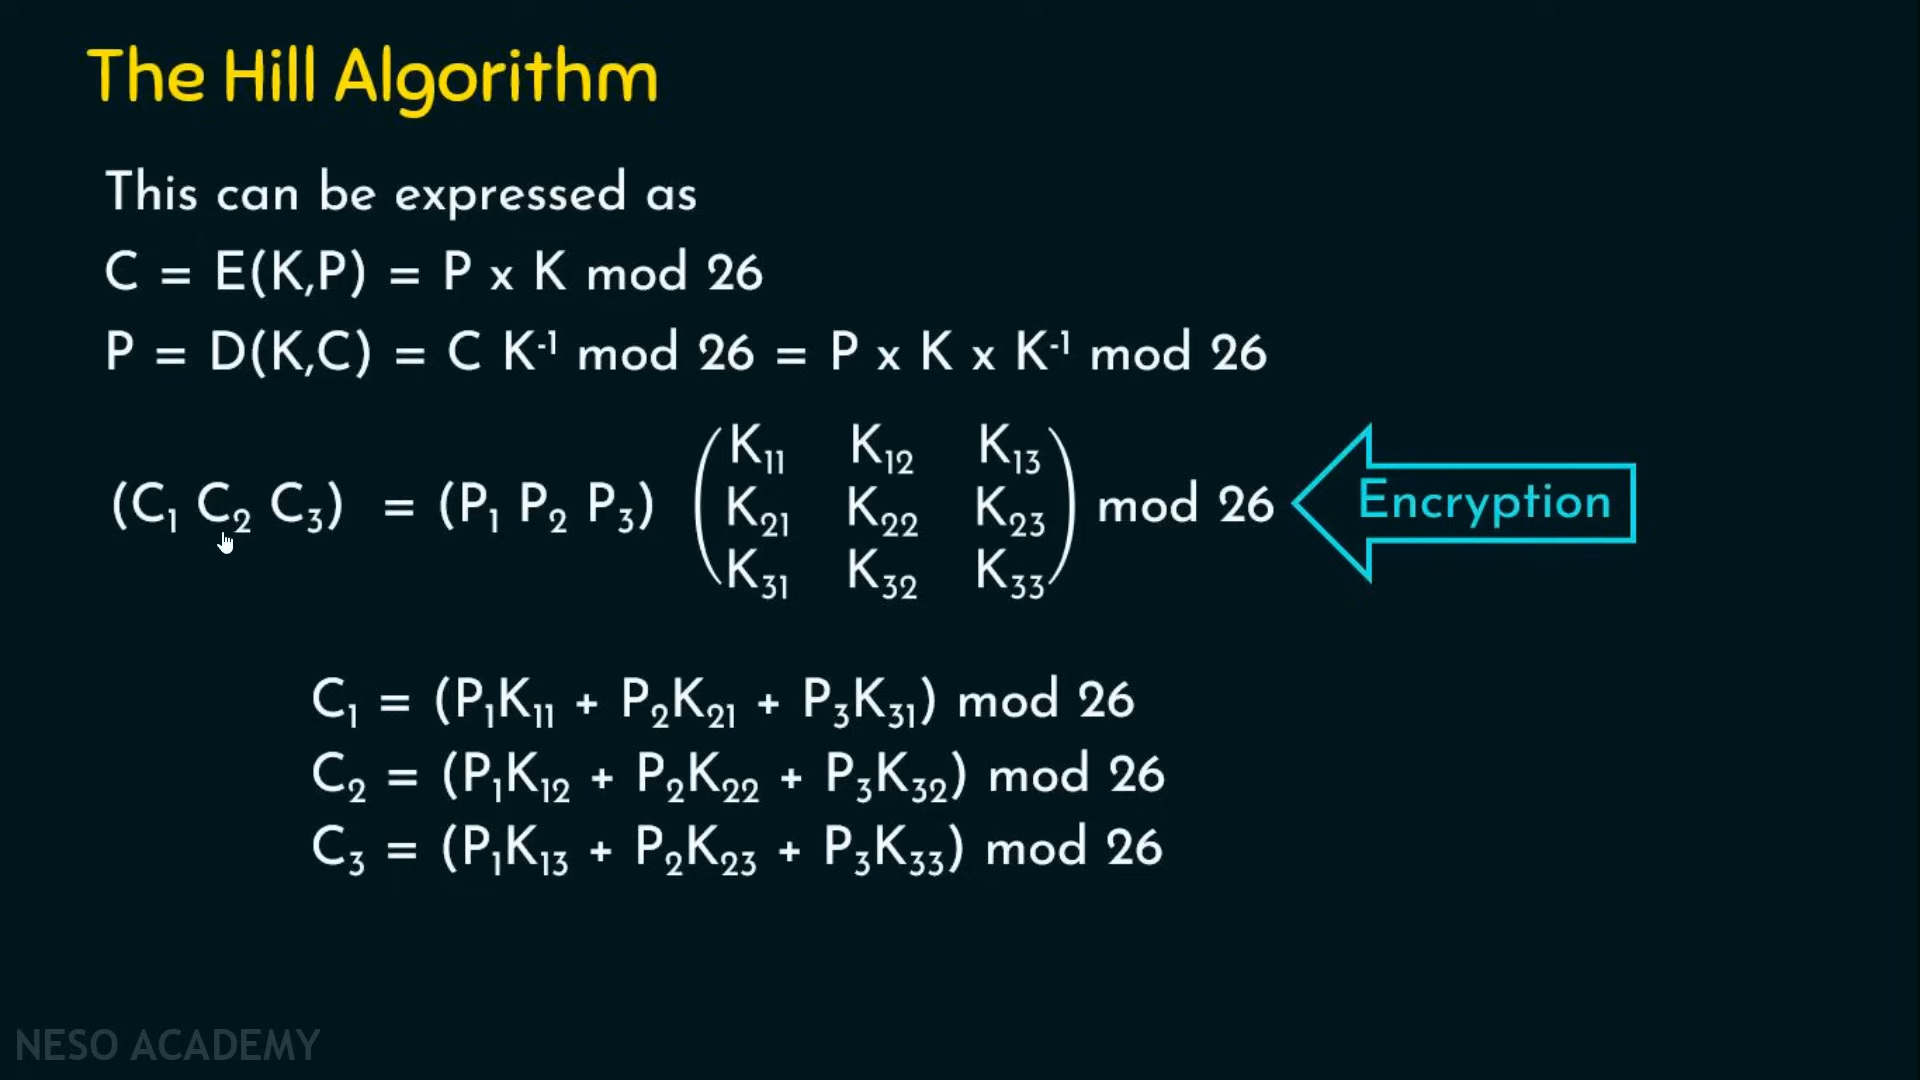 The Hill Algorithm
This can be expressed as
C = E(K,P) = P x K mod 26
P = D(K,C) = C K⁻¹ mod 26 = P x K x K⁻¹ mod 26
K₁₁ K₁₂ K₁₃
(C₁ C₂ C₃) = (P₁ P₂ P₃) K₂₁ K₂₂ K₂₃ mod 26 Encryption
K₃₁ K₃₂ K₃₃
C₁ = (P₁K₁₁ + P₂K₂₁ + P₃K₃₁) mod 26
C₂ = (P₁K₁₂ + P₂K₂₂ + P₃K₃₂) mod 26
C₃ = (P₁K₁₃ + P₂K₂₃ + P₃K₃₃) mod 26
NESO ACADEMY